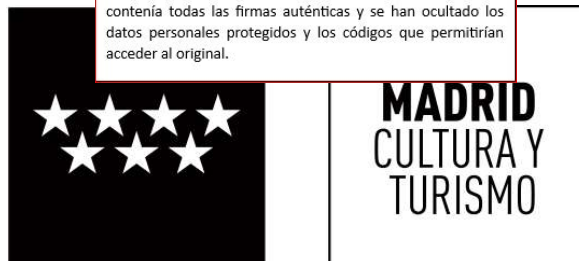 contenía todas las firmas auténticas y se han ocultado los
datos personales protegidos y los códigos que permitirían
acceder al original.
MADRID
CULTURA Y
TURISMO